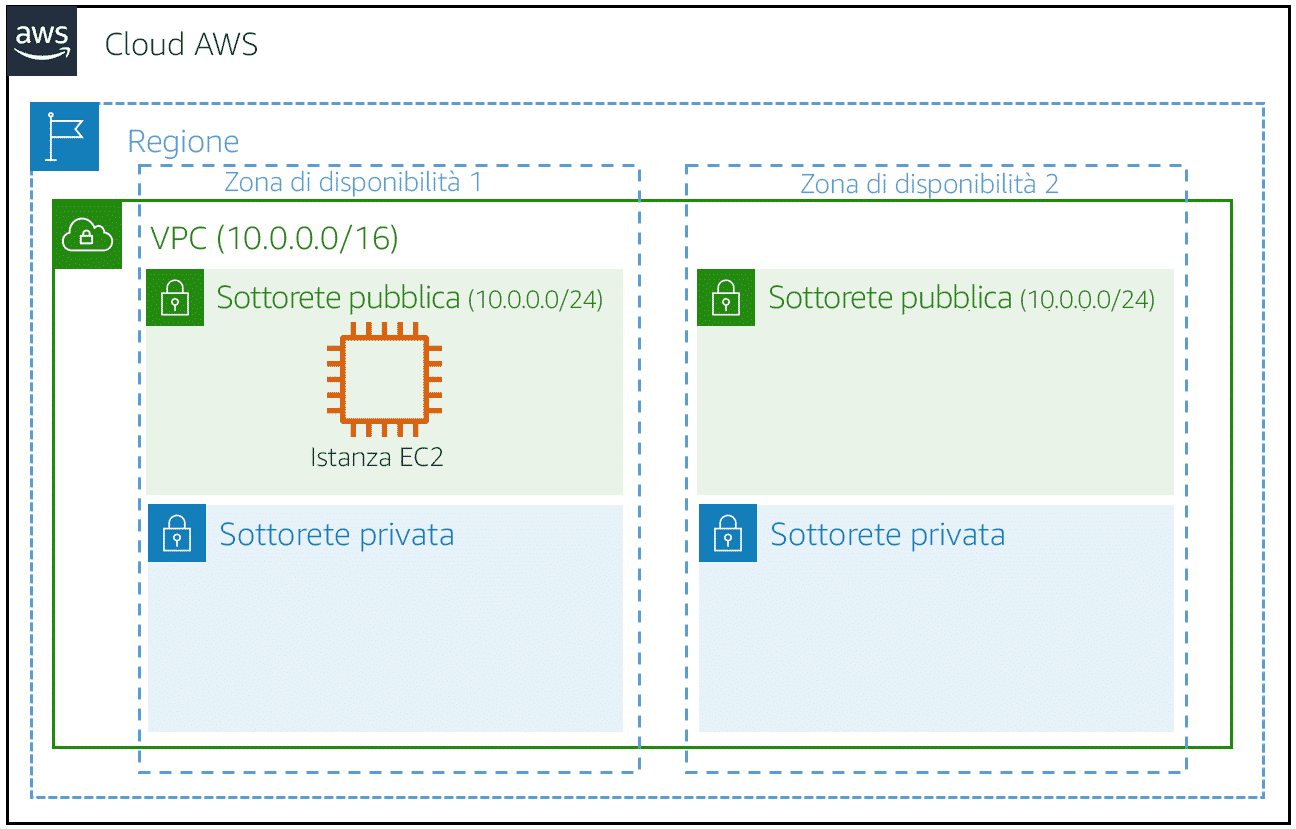 aws
Cloud AWS
Regione
Zona di disponibilità 1
Zona di disponibilità 2
VPC (10.0.0.0/16)
Sottorete pubblica (10.0.0.0/24)
Sottorete pubblica (10.0.0.0/24)
Istanza EC2
Sottorete privata
Sottorete privata